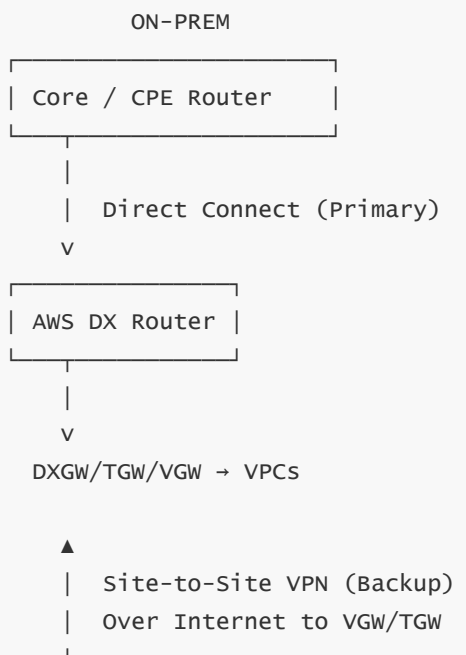 ON-PREM
Core / CPE Router
Direct Connect (Primary)
v
AWS DX Router
v
DXGW/TGW/VGW → VPCs
▲
Site-to-Site VPN (Backup)
Over Internet to VGW/TGW